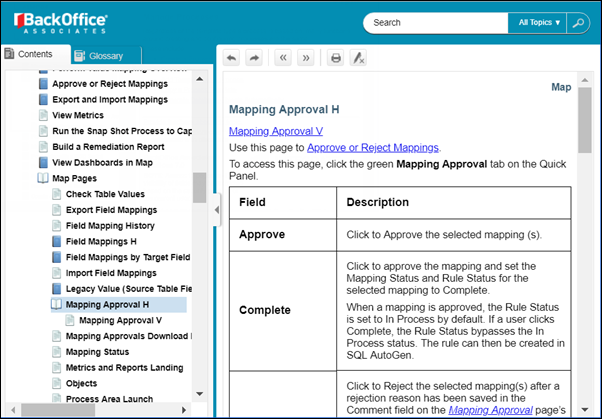 BackOffice
ASSOCIATES
Search
All Topics
Contents
Glossary
Perform Value Mapping Overview
Approve or Reject Mappings
Export and Import Mappings
View Metrics
Run the Snap Shot Process to Cap
Build a Remediation Report
View Dashboards in Map
Map Pages
Check Table Values
Export Field Mappings
Field Mapping History
Field Mappings H
Field Mappings by Target Field
Import Field Mappings
Legacy Value (Source Table Fie
Mapping Approval H
Mapping Approval V
Mapping Approvals Download
Mapping Status
Metrics and Reports Landing
Objects
Process Area Launch
Map
Mapping Approval H
Mapping Approval V
Use this page to Approve or Reject Mappings.
To access this page, click the green Mapping Approval tab on the Quick
Panel.
Field Description
Approve Click to Approve the selected mapping (s).
Complete
Click to approve the mapping and set the
Mapping Status and Rule Status for the
selected mapping to Complete.
When a mapping is approved, the Rule Status
is set to In Process by default. If a user clicks
Complete, the Rule Status bypasses the In
Process status. The rule can then be created in
SQL AutoGen.
Click to Reject the selected mapping(s) after a
rejection reason has been saved in the
Comment field on the Mapping Approval page's